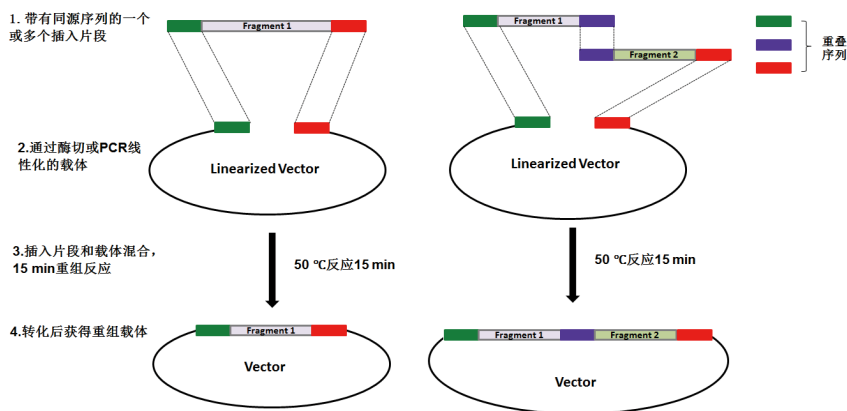 1. 带有同源序列的一个
或多个插入片段
Fragment 1
Fragment 1
Fragment 2
重叠
序列
2.通过酶切或PCR线
性化的载体
Linearized Vector
Linearized Vector
3.插入片段和载体混合，
15 min重组反应
50 ℃反应15 min
50 ℃反应15 min
4.转化后获得重组载体
Fragment 1
Vector
Fragment 1
Fragment 2
Vector